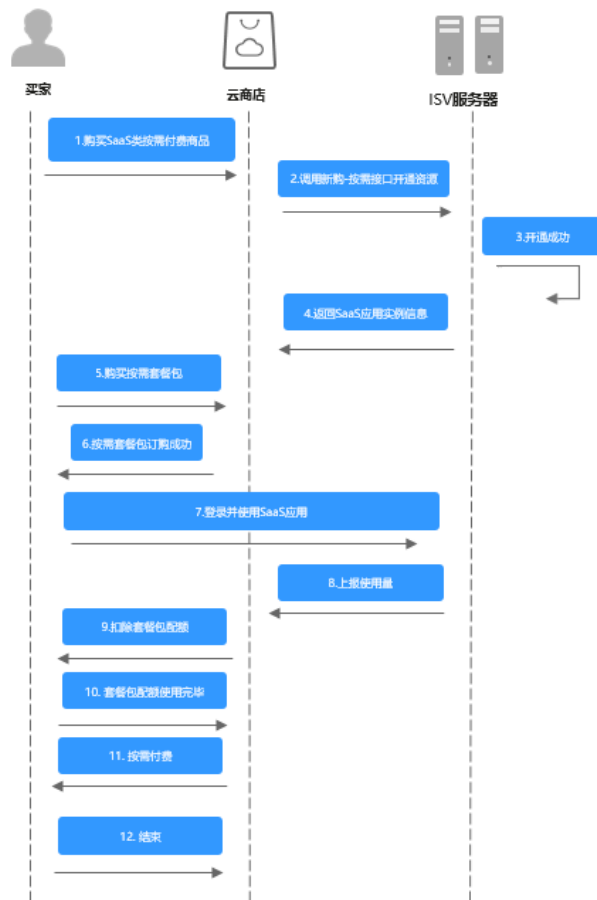 买家
云商店
ISV服务器
1.购买SaaS类按需付费商品
2.调用新购-按需接口开通资源
3.开通成功
4.返回SaaS应用实例信息
5.购买按需套餐包
6.按需套餐包订购成功
7.登录并使用SaaS应用
8.上报使用量
9.扣除套餐包配额
10. 套餐包配额使用完毕
11. 按需付费
12. 结束